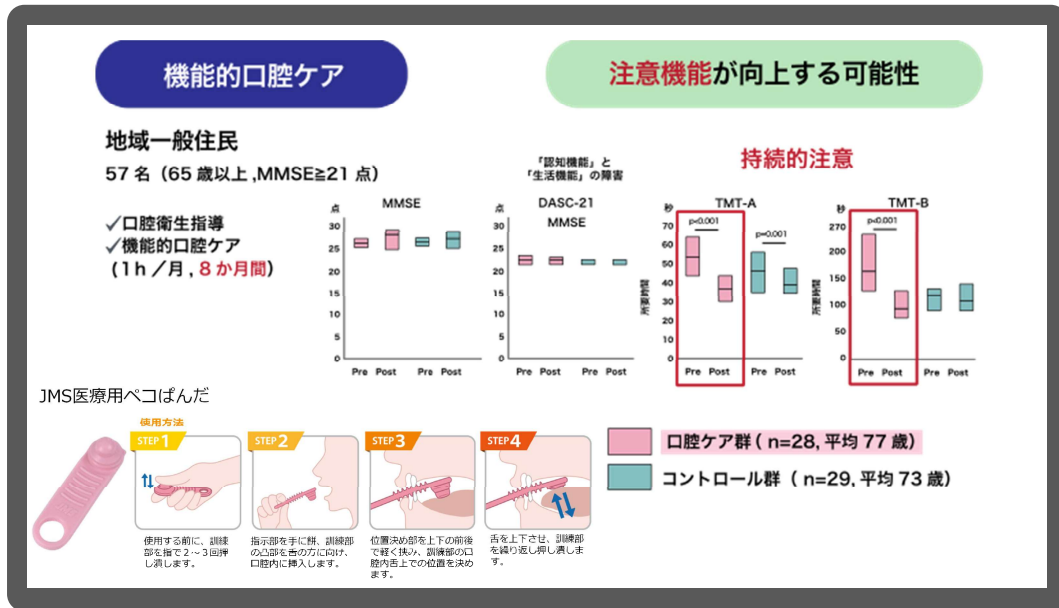 機能的口腔ケア
注意機能が向上する可能性
地域一般住民
57 名（65 歳以上 ,MMSE≧21 点）
✓口腔衛生指導
✓機能的口腔ケア
(1h／月 , 8 か月間）
持続的注意
点
MMSE
30
25
20
15
10
5
0
Pre Post Pre Post
「認知機能」と
「生活機能」の障害
点
DASC-21
MMSE
30
25
20
15
10
5
0
Pre Post Pre Post
秒
TMT-A
p<0.001
p=0.001
70
60
50
40
30
20
10
0
所要時間
Pre Post Pre Post
秒
TMT-B
p<0.001
270
200
150
100
50
0
所要時間
Pre Post Pre Post
口腔ケア群 ( n=28, 平均 77 歳）
コントロール群 （ n=29, 平均 73 歳）
JMS医療用ペコぱんだ
使用方法
STEP 1
使用する前に、訓練
部を指で２～３回押
し潰します。
STEP 2
指示部を手に餅、訓練部
の凸部を舌の方に向け、
口腔内に挿入します。
STEP 3
位置決め部を上下の前後
で軽く挟み、訓練部の口
腔内舌上での位置を決め
ます。
STEP 4
舌を上下させ、訓練部
を繰り返し押し潰しま
す。